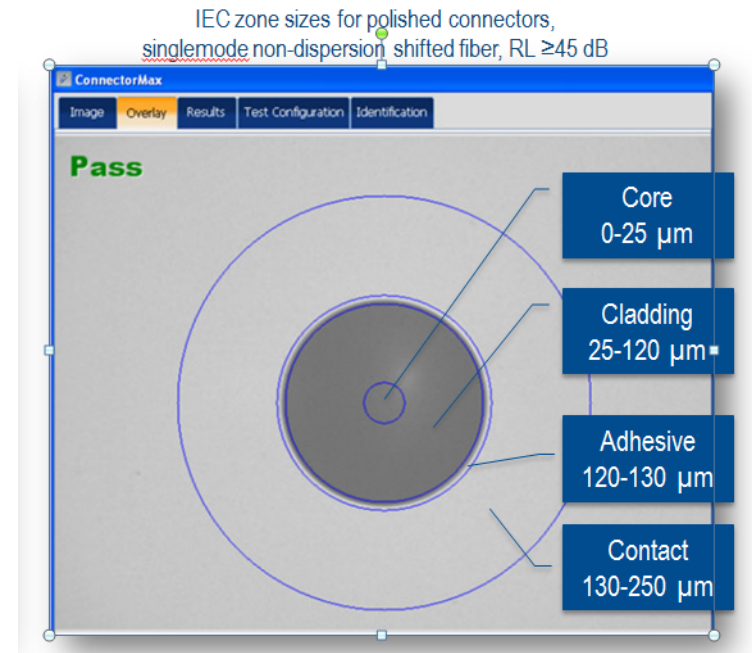 IEC zone sizes for polished connectors,
singlemode non-dispersion shifted fiber, RL ≥45 dB
ConnectorMax
Image Overlay Results Test Configuration Identification
Pass
Core
0-25 µm
Cladding
25-120 µm
Adhesive
120-130 µm
Contact
130-250 µm